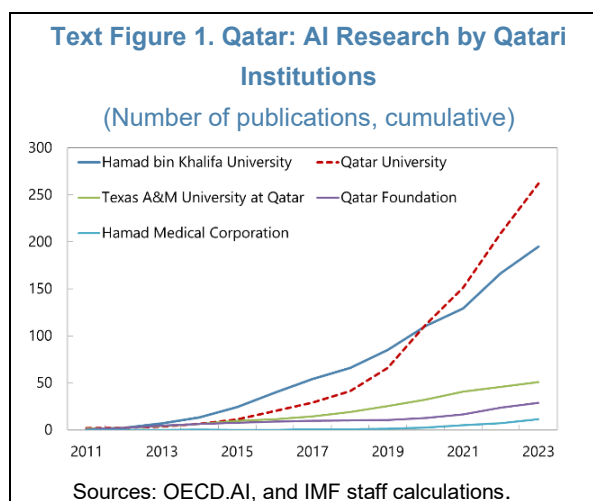 Text Figure 1. Qatar: AI Research by Qatari
Institutions
(Number of publications, cumulative)
300
250
200
150
100
50
0
Hamad bin Khalifa University
Qatar University
Texas A&M University at Qatar
Qatar Foundation
Hamad Medical Corporation
2011 2013 2015 2017 2019 2021 2023
Sources: OECD.AI, and IMF staff calculations.